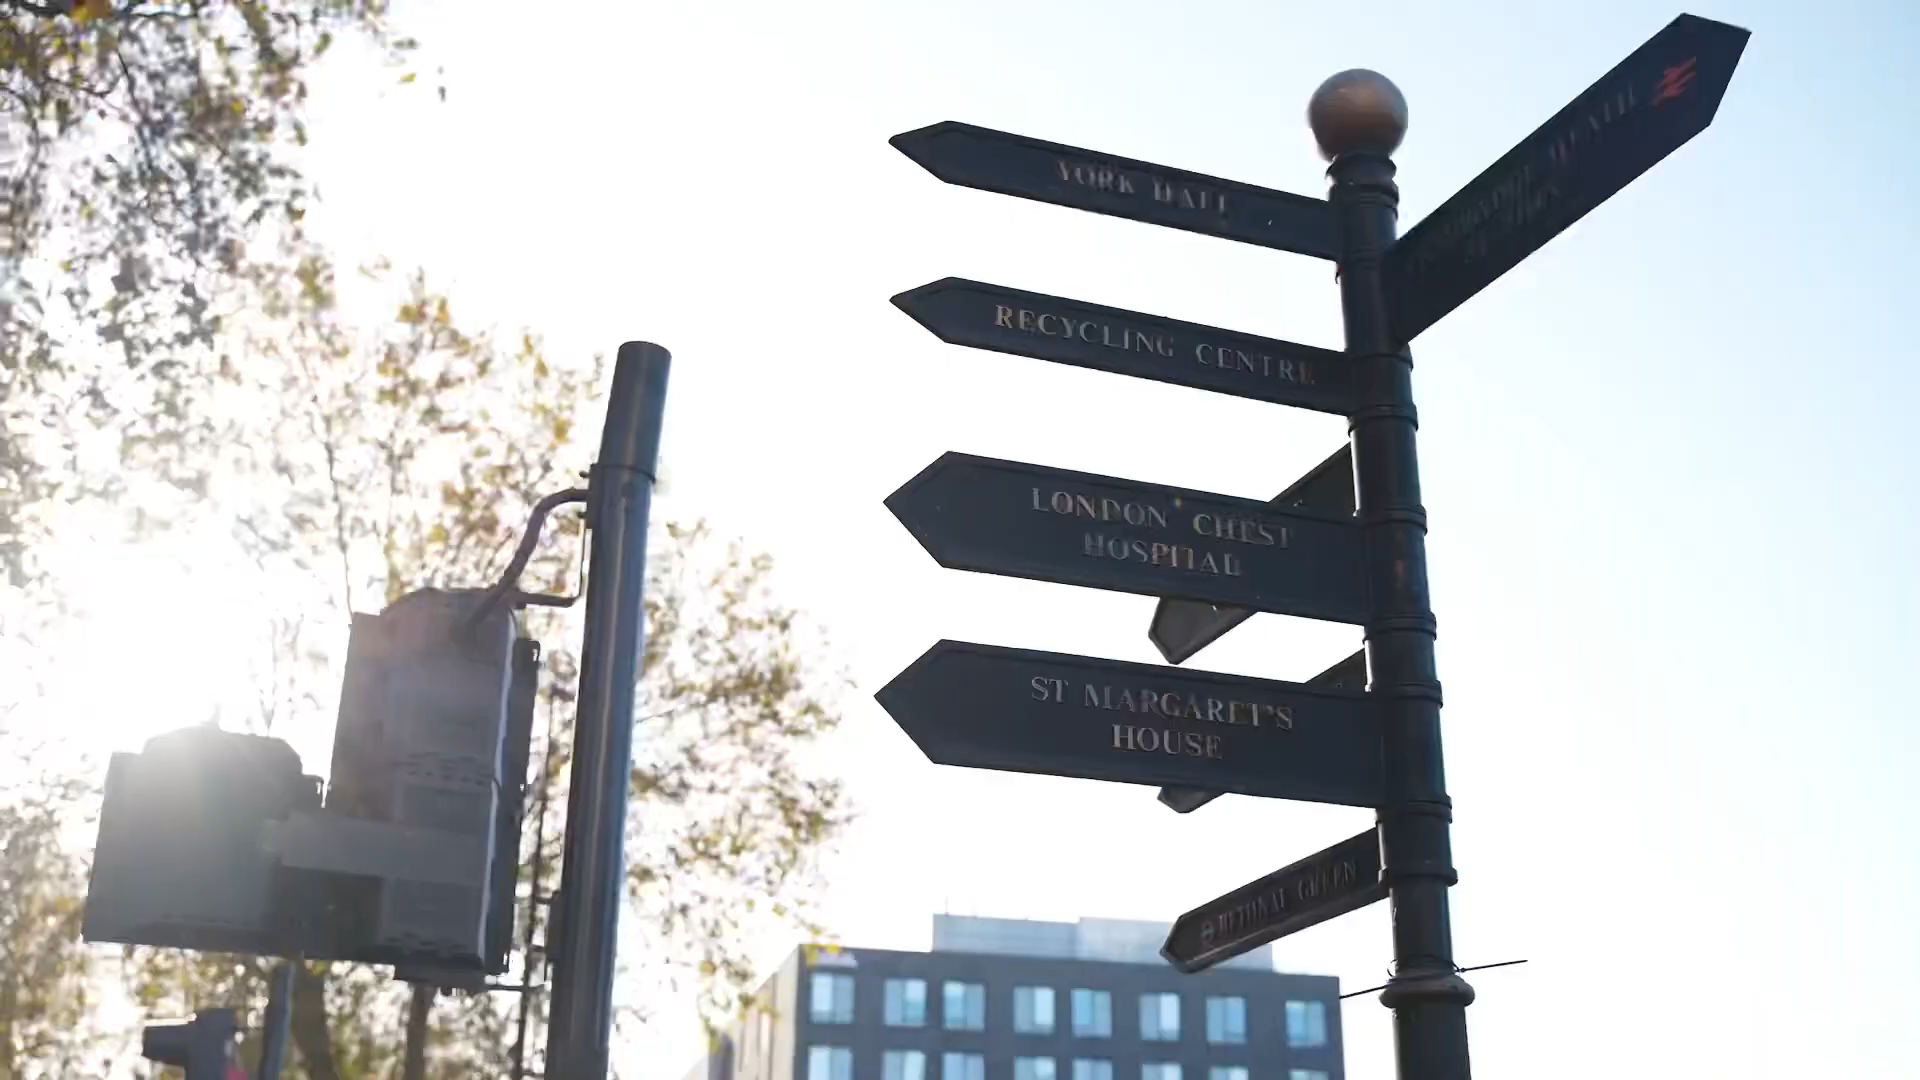 YORK HALL
RECYCLING CENTRE
LONDON CHEST
HOSPITAL
ST MARGARET'S
HOUSE
BETHNAL GREEN